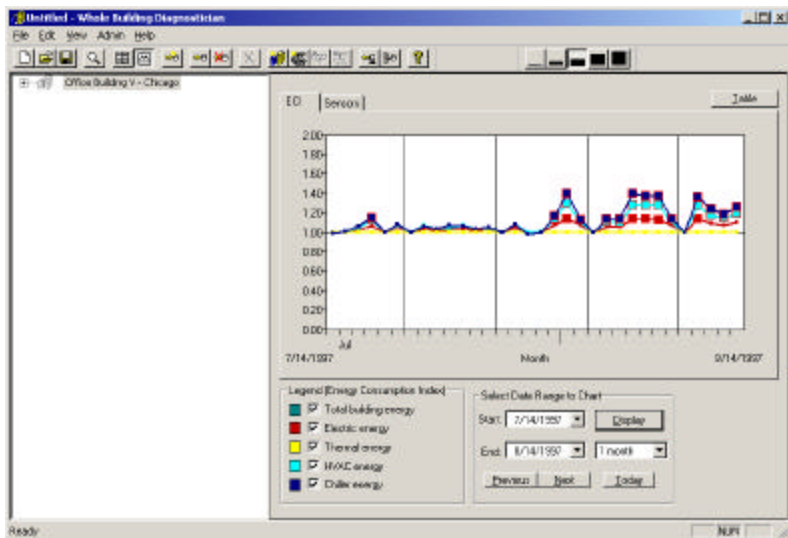 Untitled - Whole Building Diagnostician
File Edit View Admin Help
Office Building V - Chicago
ECI Sensors Table
2.00
1.80
1.60
1.40
1.20
1.00
0.80
0.60
0.40
0.20
0.00
Jul
7/14/1997 Month 8/14/1997
Legend (Energy Consumption Index)
Total building energy
Electric energy
Thermal energy
HVAC energy
Chiller energy
Select Date Range to Chart
Start: 7/14/1997 Display
End: 8/14/1997 1 month
Previous Next Today
Ready NUM